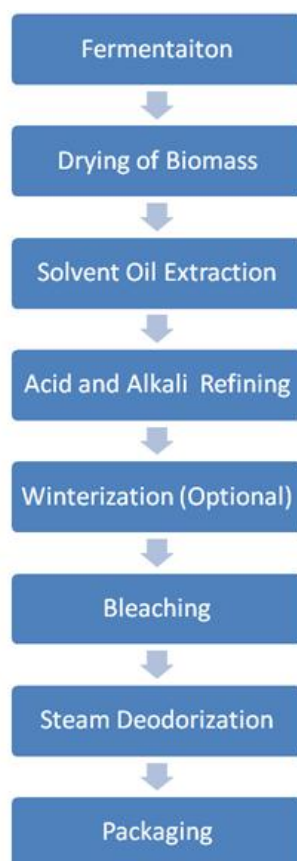 Fermentaiton
Drying of Biomass
Solvent Oil Extraction
Acid and Alkali Refining
Winterization (Optional)
Bleaching
Steam Deodorization
Packaging